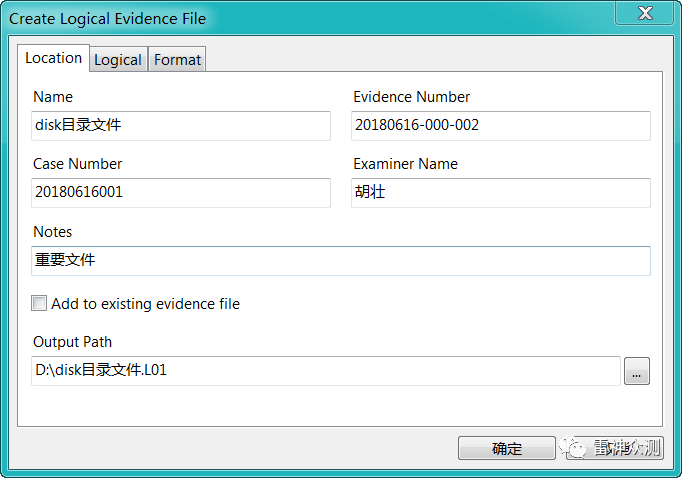 Create Logical Evidence File
Location Logical Format
Name Evidence Number
disk目录文件 20180616-000-002
Case Number Examiner Name
20180616001 胡壮
Notes
重要文件
Add to existing evidence file
Output Path
D:\disk目录文件.L01 ...
确定 雷神众测